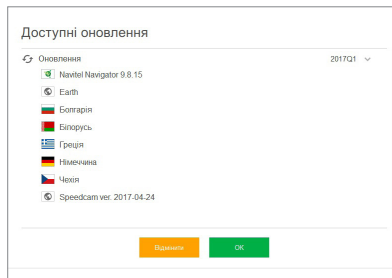 Доступні оновлення
Оновлення 2017Q1
Navitel Navigator 9.8.15
Earth
Болгарія
Білорусь
Греція
Німеччина
Чехія
Speedcam ver. 2017-04-24
Відмінити OK